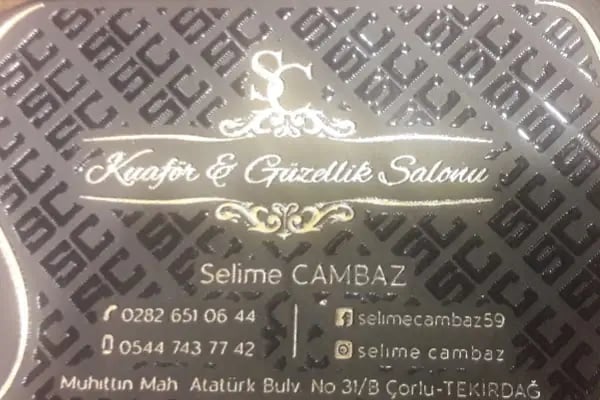 SC
Kuaför & Güzellik Salonu
Selime CAMBAZ
0282 651 06 44
selimecambaz59
0544 743 77 42
selime cambaz
Muhittin Mah. Atatürk Bulv. No 31/B Çorlu-TEKİRDAĞ